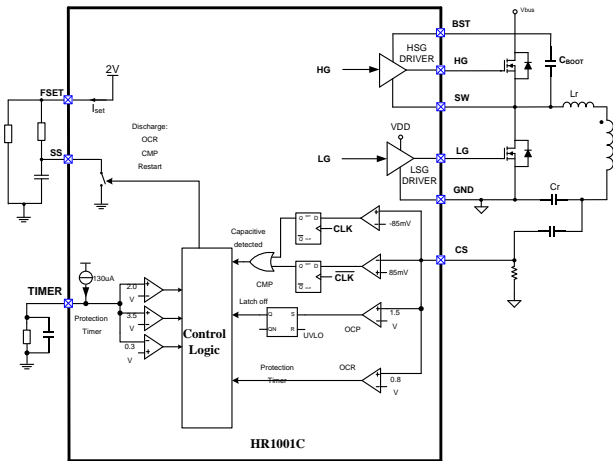 Vbus
BST
HSG
DRIVER
HG
HG
CBOOT
SW
Lr
2V
FSET
Iset
VDD
LG
LG
LSG
DRIVER
GND
Cr
SS
Discharge:
OCR
CMP
Restart
Capacitive
detected
CMP
Q
Q
CLK
-85mV
Q
Q
CLK
85mV
CS
130uA
TIMER
Protection
Timer
2.0
V
3.5
V
0.3
V
Control
Logic
Latch off
Q
S
QN
R
UVLO
OCP
1.5
V
Protection
Timer
OCR
0.8
V
HR1001C